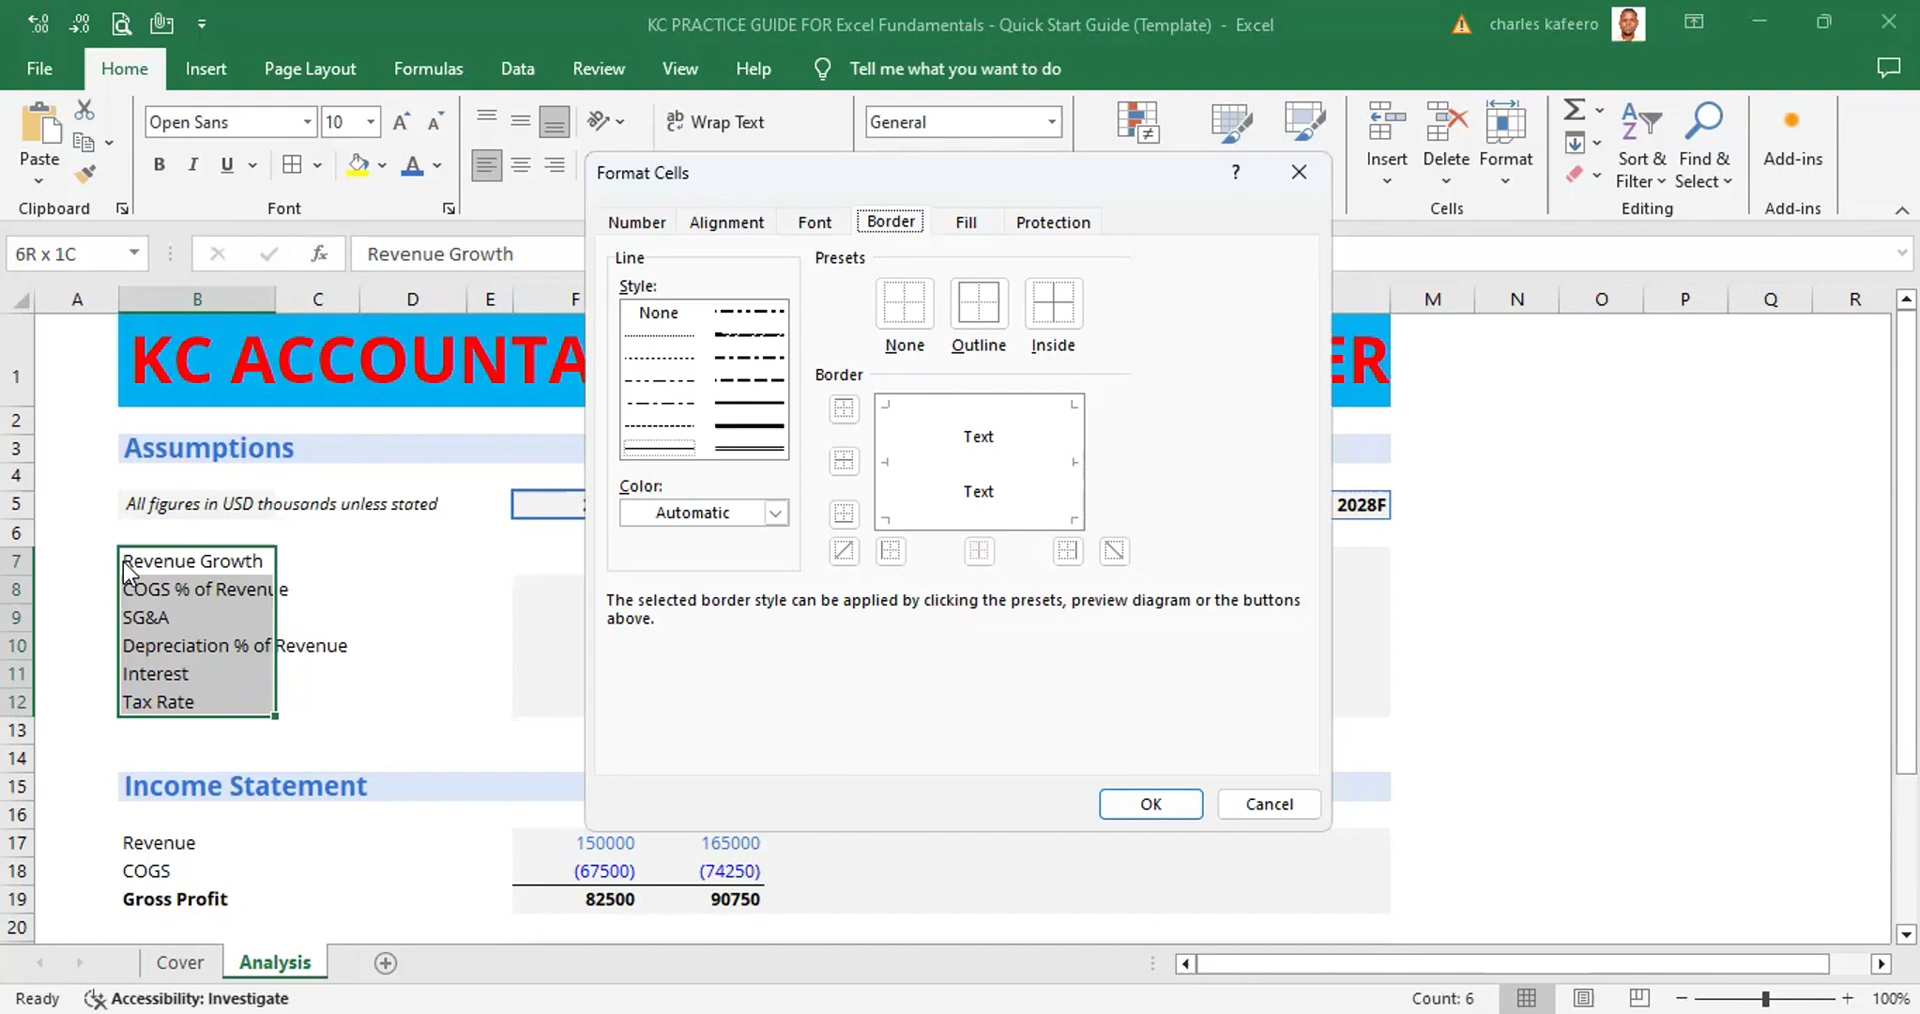 KC PRACTICE GUIDE FOR Excel Fundamentals - Quick Start Guide (Template) - Excel
charles kafeero
File Home Insert Page Layout Formulas Data Review View Help Tell me what you want to do
Open Sans 10 Wrap Text General
Paste
B I U A
Insert Delete Format
Sort & Filter
Find & Select
Add-ins
Clipboard Font Cells Editing Add-ins
6R x 1C fx Revenue Growth
A B C D E F M N O P Q R
Format Cells ?
Number Alignment Font Border Fill Protection
Line
Style:
None
Color:
Automatic
Presets
None Outline Inside
Border
Text
Text
The selected border style can be applied by clicking the presets, preview diagram or the buttons
above.
OK Cancel
1 KC ACCOUNTA ER
2
3 Assumptions
4
5 All figures in USD thousands unless stated 2028F
6
7 Revenue Growth
8 COGS % of Revenue
9 SG&A
10 Depreciation % of Revenue
11 Interest
12 Tax Rate
13
14
15 Income Statement
16
17 Revenue 150000 165000
18 COGS (67500) (74250)
19 Gross Profit 82500 90750
20
Cover Analysis
Ready Accessibility: Investigate Count: 6 100%